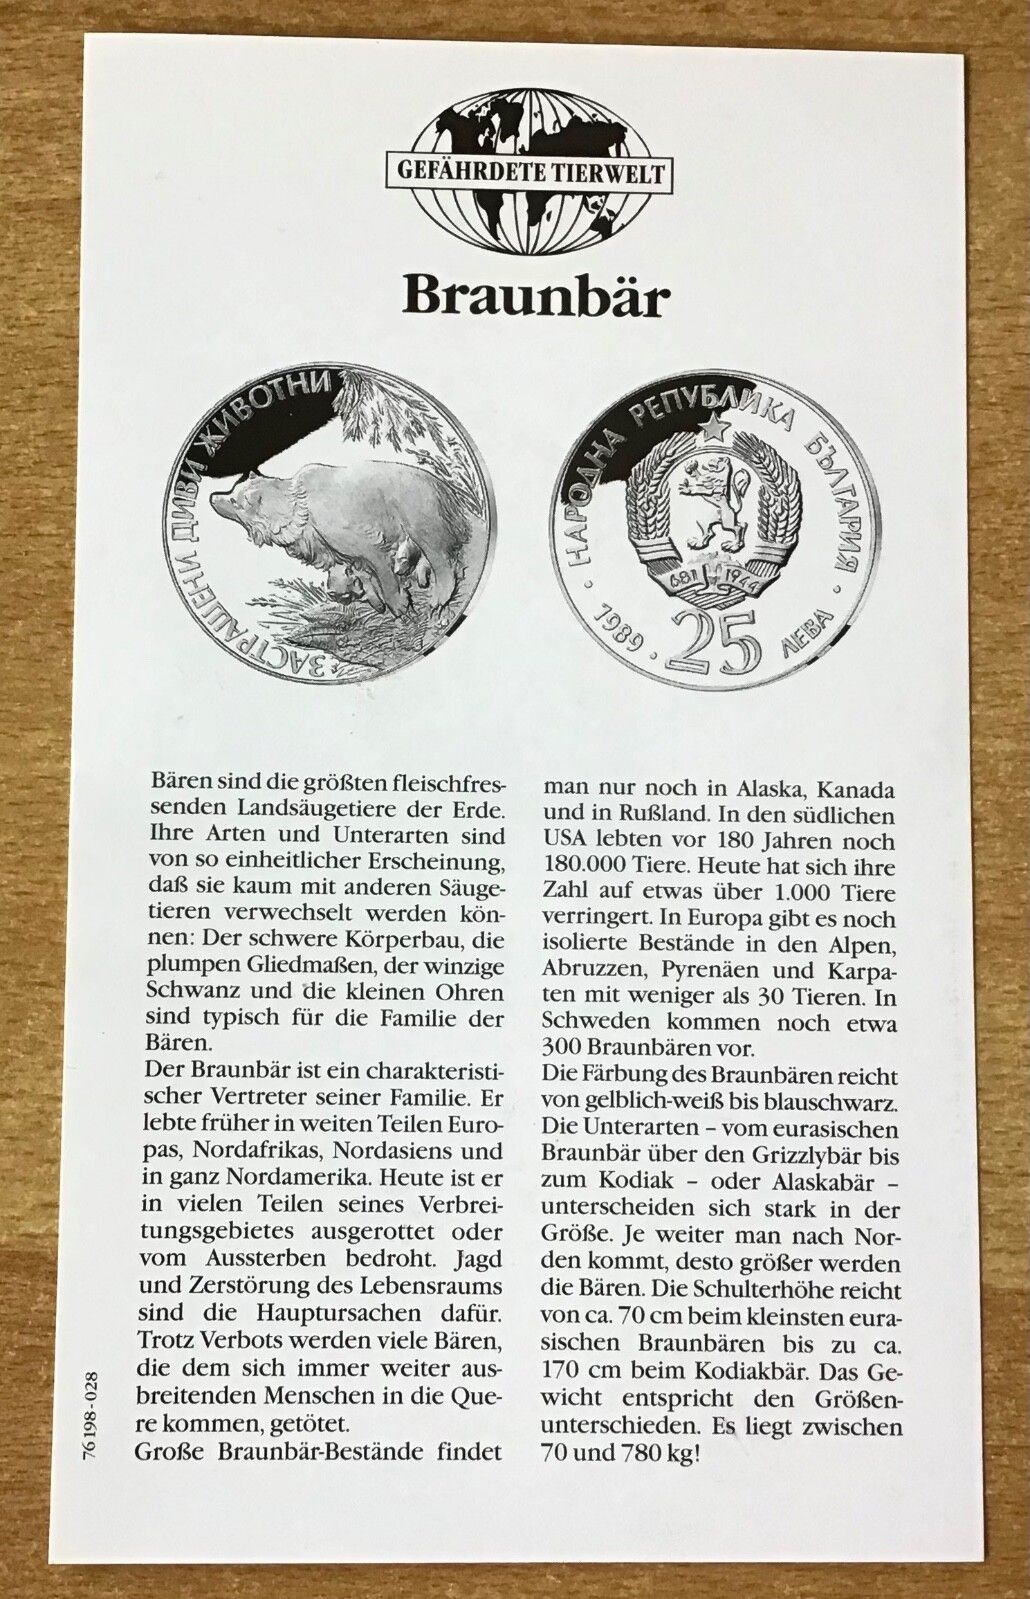 GEFÄHRDETE TIERWELT
Braunbär
ЗАСТРАШЕНИ ДИВИ ЖИВОТНИ
· НАРОДНА РЕПУБЛИКА БЪЛГАРИЯ ·
681 1944
1989 · 25 ЛЕВА
Bären sind die größten fleischfres-
senden Landsäugetiere der Erde.
Ihre Arten und Unterarten sind
von so einheitlicher Erscheinung,
daß sie kaum mit anderen Säuge-
tieren verwechselt werden kön-
nen: Der schwere Körperbau, die
plumpen Gliedmaßen, der winzige
Schwanz und die kleinen Ohren
sind typisch für die Familie der
Bären.
Der Braunbär ist ein charakteristi-
scher Vertreter seiner Familie. Er
lebte früher in weiten Teilen Euro-
pas, Nordafrikas, Nordasiens und
in ganz Nordamerika. Heute ist er
in vielen Teilen seines Verbrei-
tungsgebietes ausgerottet oder
vom Aussterben bedroht. Jagd
und Zerstörung des Lebensraums
sind die Hauptursachen dafür.
Trotz Verbots werden viele Bären,
die dem sich immer weiter aus-
breitenden Menschen in die Que-
re kommen, getötet.
Große Braunbär-Bestände findet
man nur noch in Alaska, Kanada
und in Rußland. In den südlichen
USA lebten vor 180 Jahren noch
180.000 Tiere. Heute hat sich ihre
Zahl auf etwas über 1.000 Tiere
verringert. In Europa gibt es noch
isolierte Bestände in den Alpen,
Abruzzen, Pyrenäen und Karpa-
ten mit weniger als 30 Tieren. In
Schweden kommen noch etwa
300 Braunbären vor.
Die Färbung des Braunbären reicht
von gelblich-weiß bis blauschwarz.
Die Unterarten – vom eurasischen
Braunbär über den Grizzlybär bis
zum Kodiak – oder Alaskabär –
unterscheiden sich stark in der
Größe. Je weiter man nach Nor-
den kommt, desto größer werden
die Bären. Die Schulterhöhe reicht
von ca. 70 cm beim kleinsten eura-
sischen Braunbären bis zu ca.
170 cm beim Kodiakbär. Das Ge-
wicht entspricht den Größen-
unterschieden. Es liegt zwischen
70 und 780 kg!
76 198-028